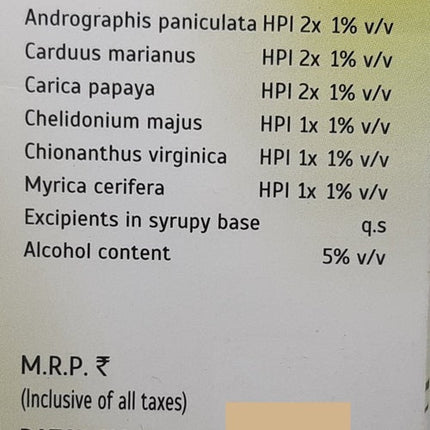 Andrographis paniculata HPI 2x 1% v/v
Carduus marianus HPI 2x 1% v/v
Carica papaya HPI 2x 1% v/v
Chelidonium majus HPI 1x 1% v/v
Chionanthus virginica HPI 1x 1% v/v
Myrica cerifera HPI 1x 1% v/v
Excipients in syrupy base q.s
Alcohol content 5% v/v
M.R.P. ₹
(Inclusive of all taxes)